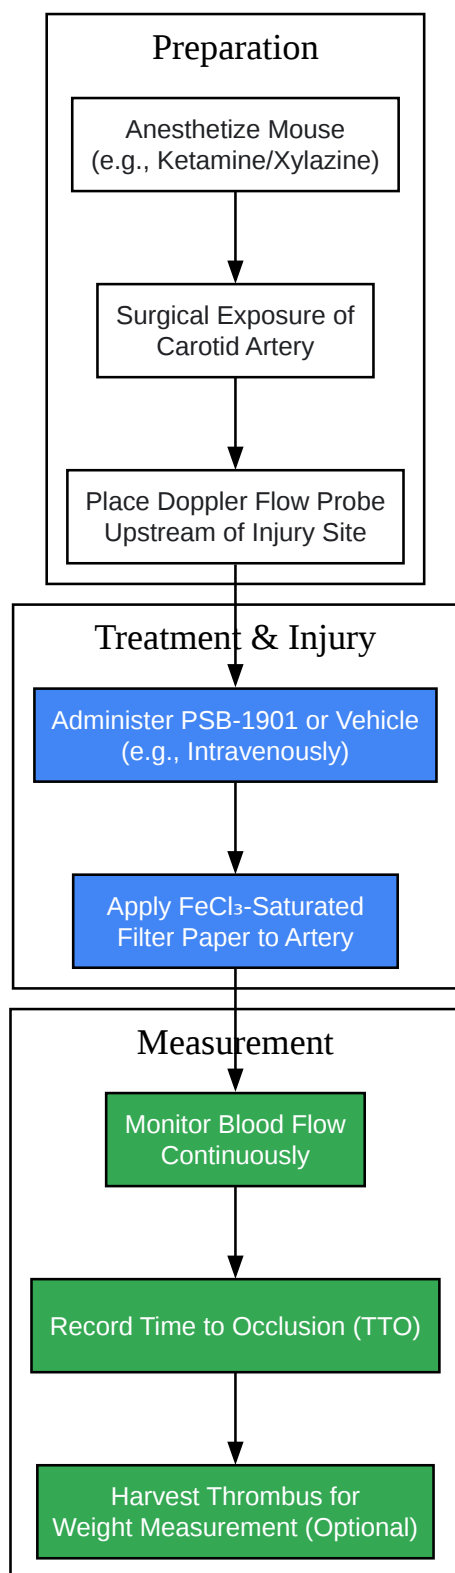 Preparation
Anesthetize Mouse
(e.g., Ketamine/Xylazine)
Surgical Exposure of
Carotid Artery
Place Doppler Flow Probe
Upstream of Injury Site
Treatment & Injury
Administer PSB-1901 or Vehicle
(e.g., Intravenously)
Apply FeCl₃-Saturated
Filter Paper to Artery
Measurement
Monitor Blood Flow
Continuously
Record Time to Occlusion (TTO)
Harvest Thrombus for
Weight Measurement (Optional)